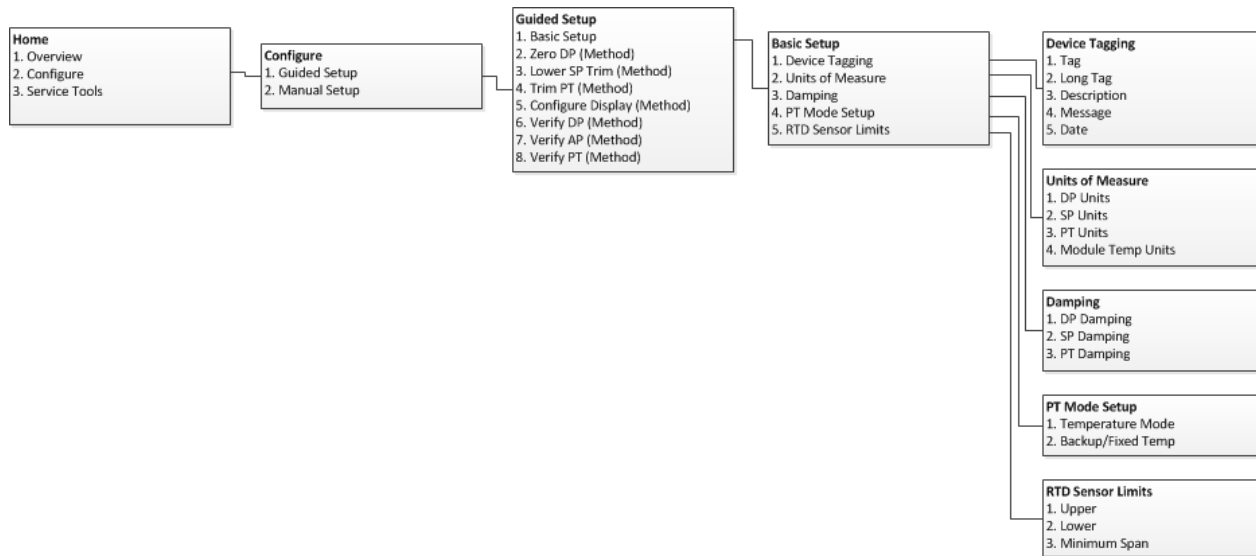 Home
1. Overview
2. Configure
3. Service Tools
Configure
1. Guided Setup
2. Manual Setup
Guided Setup
1. Basic Setup
2. Zero DP (Method)
3. Lower SP Trim (Method)
4. Trim PT (Method)
5. Configure Display (Method)
6. Verify DP (Method)
7. Verify AP (Method)
8. Verify PT (Method)
Basic Setup
1. Device Tagging
2. Units of Measure
3. Damping
4. PT Mode Setup
5. RTD Sensor Limits
Device Tagging
1. Tag
2. Long Tag
3. Description
4. Message
5. Date
Units of Measure
1. DP Units
2. SP Units
3. PT Units
4. Module Temp Units
Damping
1. DP Damping
2. SP Damping
3. PT Damping
PT Mode Setup
1. Temperature Mode
2. Backup/Fixed Temp
RTD Sensor Limits
1. Upper
2. Lower
3. Minimum Span